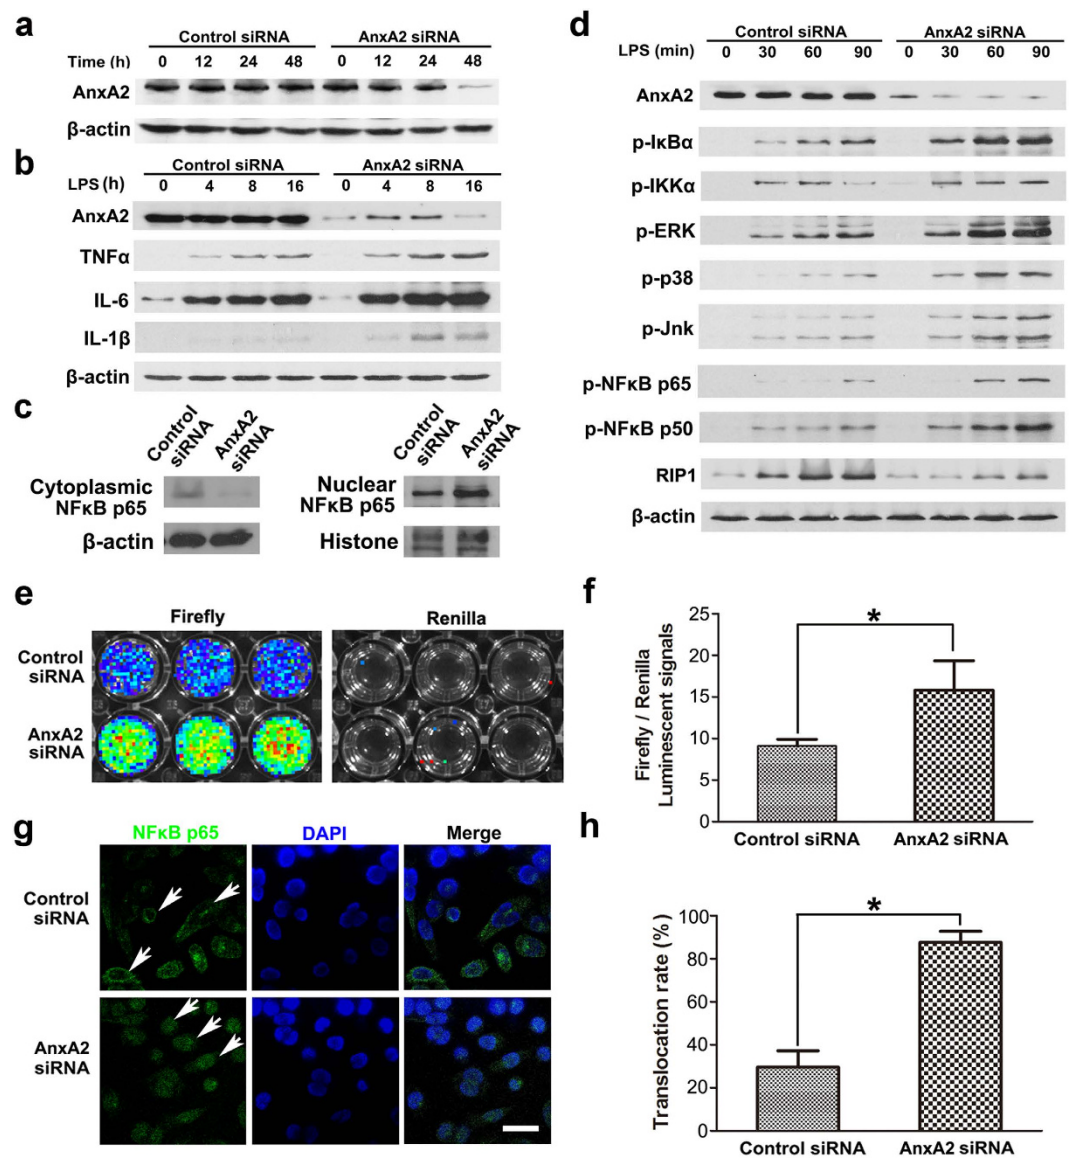 a
Control siRNA AnxA2 siRNA
Time (h) 0 12 24 48 0 12 24 48
AnxA2
β-actin
b
Control siRNA AnxA2 siRNA
LPS (h) 0 4 8 16 0 4 8 16
AnxA2
TNFα
IL-6
IL-1β
β-actin
c
Control siRNA
AnxA2 siRNA
Cytoplasmic
NFκB p65
β-actin
Control siRNA
AnxA2 siRNA
Nuclear
NFκB p65
Histone
d
Control siRNA AnxA2 siRNA
LPS (min) 0 30 60 90 0 30 60 90
AnxA2
p-IκBα
p-IKKα
p-ERK
p-p38
p-Jnk
p-NFκB p65
p-NFκB p50
RIP1
β-actin
e
Firefly Renilla
Control
siRNA
AnxA2
siRNA
f
Firefly / Renilla
Luminescent signals
25
20
15
10
5
0
*
Control siRNA AnxA2 siRNA
g
NFκB p65 DAPI Merge
Control
siRNA
AnxA2
siRNA
h
Translocation rate (%)
100
80
60
40
20
0
*
Control siRNA AnxA2 siRNA